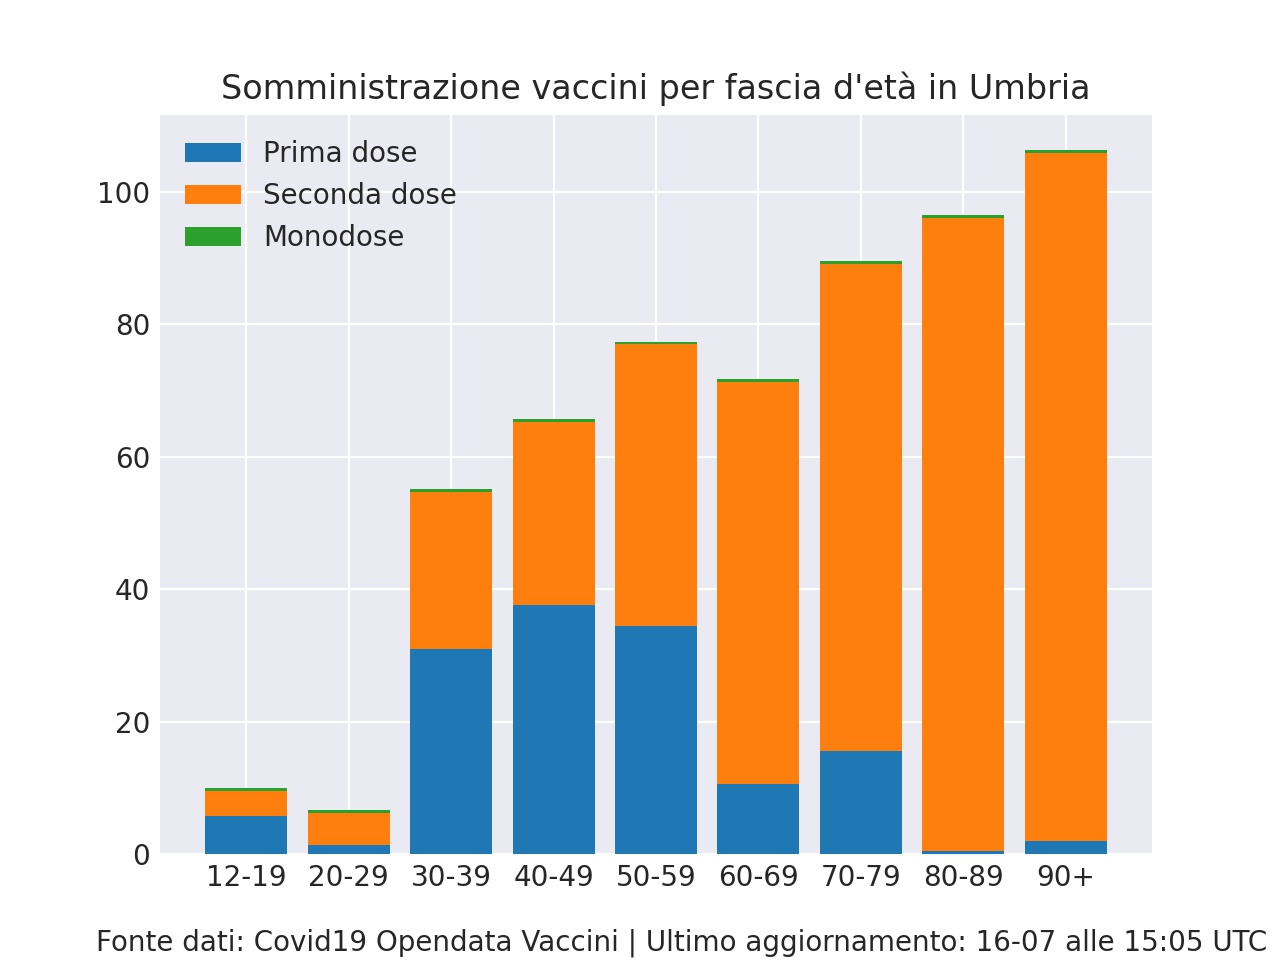 Somministrazione vaccini per fascia d'età in Umbria
Prima dose
Seconda dose
Monodose
100
80
60
40
20
0
12-19 20-29 30-39 40-49 50-59 60-69 70-79 80-89 90+
Fonte dati: Covid19 Opendata Vaccini | Ultimo aggiornamento: 16-07 alle 15:05 UTC